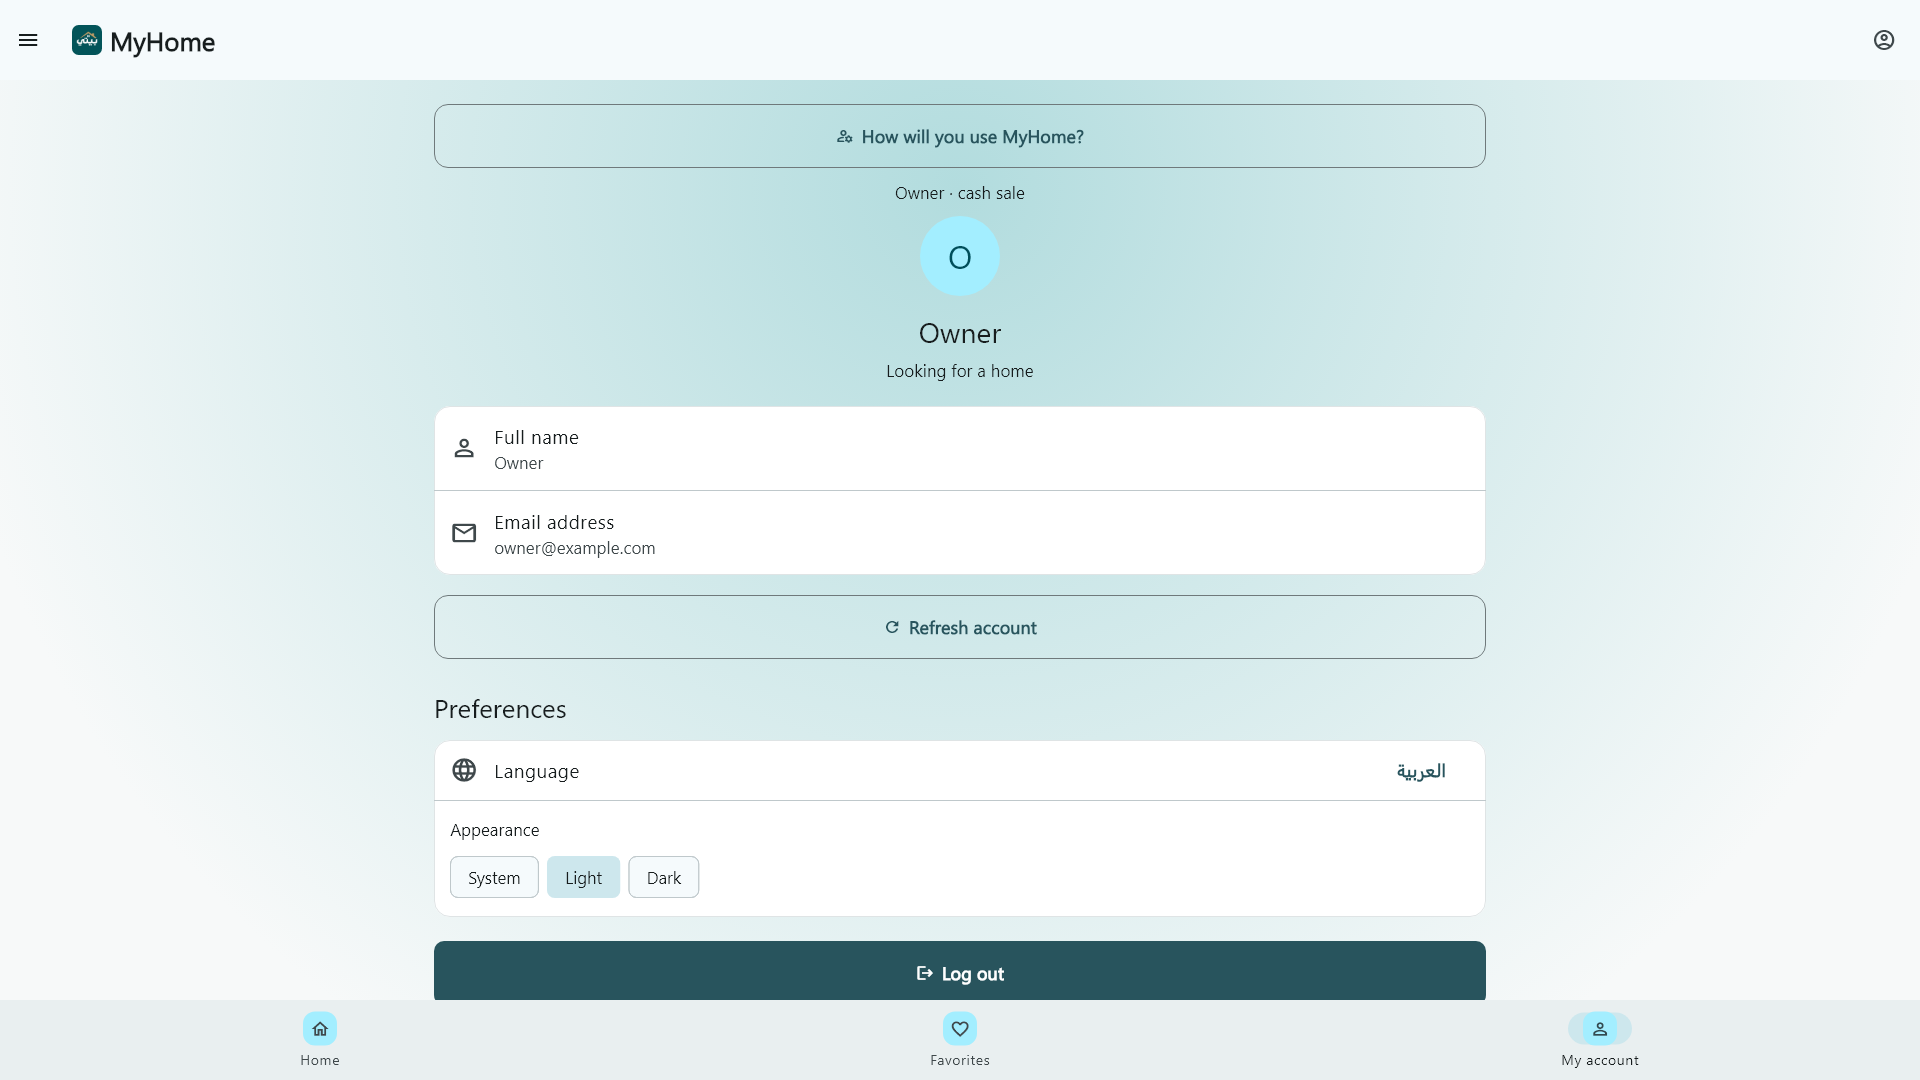 بيتي
MyHome
How will you use MyHome?
Owner · cash sale
O
Owner
Looking for a home
Full name
Owner
Email address
owner@example.com
Refresh account
Preferences
Language
العربية
Appearance
System
Light
Dark
Log out
Home
Favorites
My account